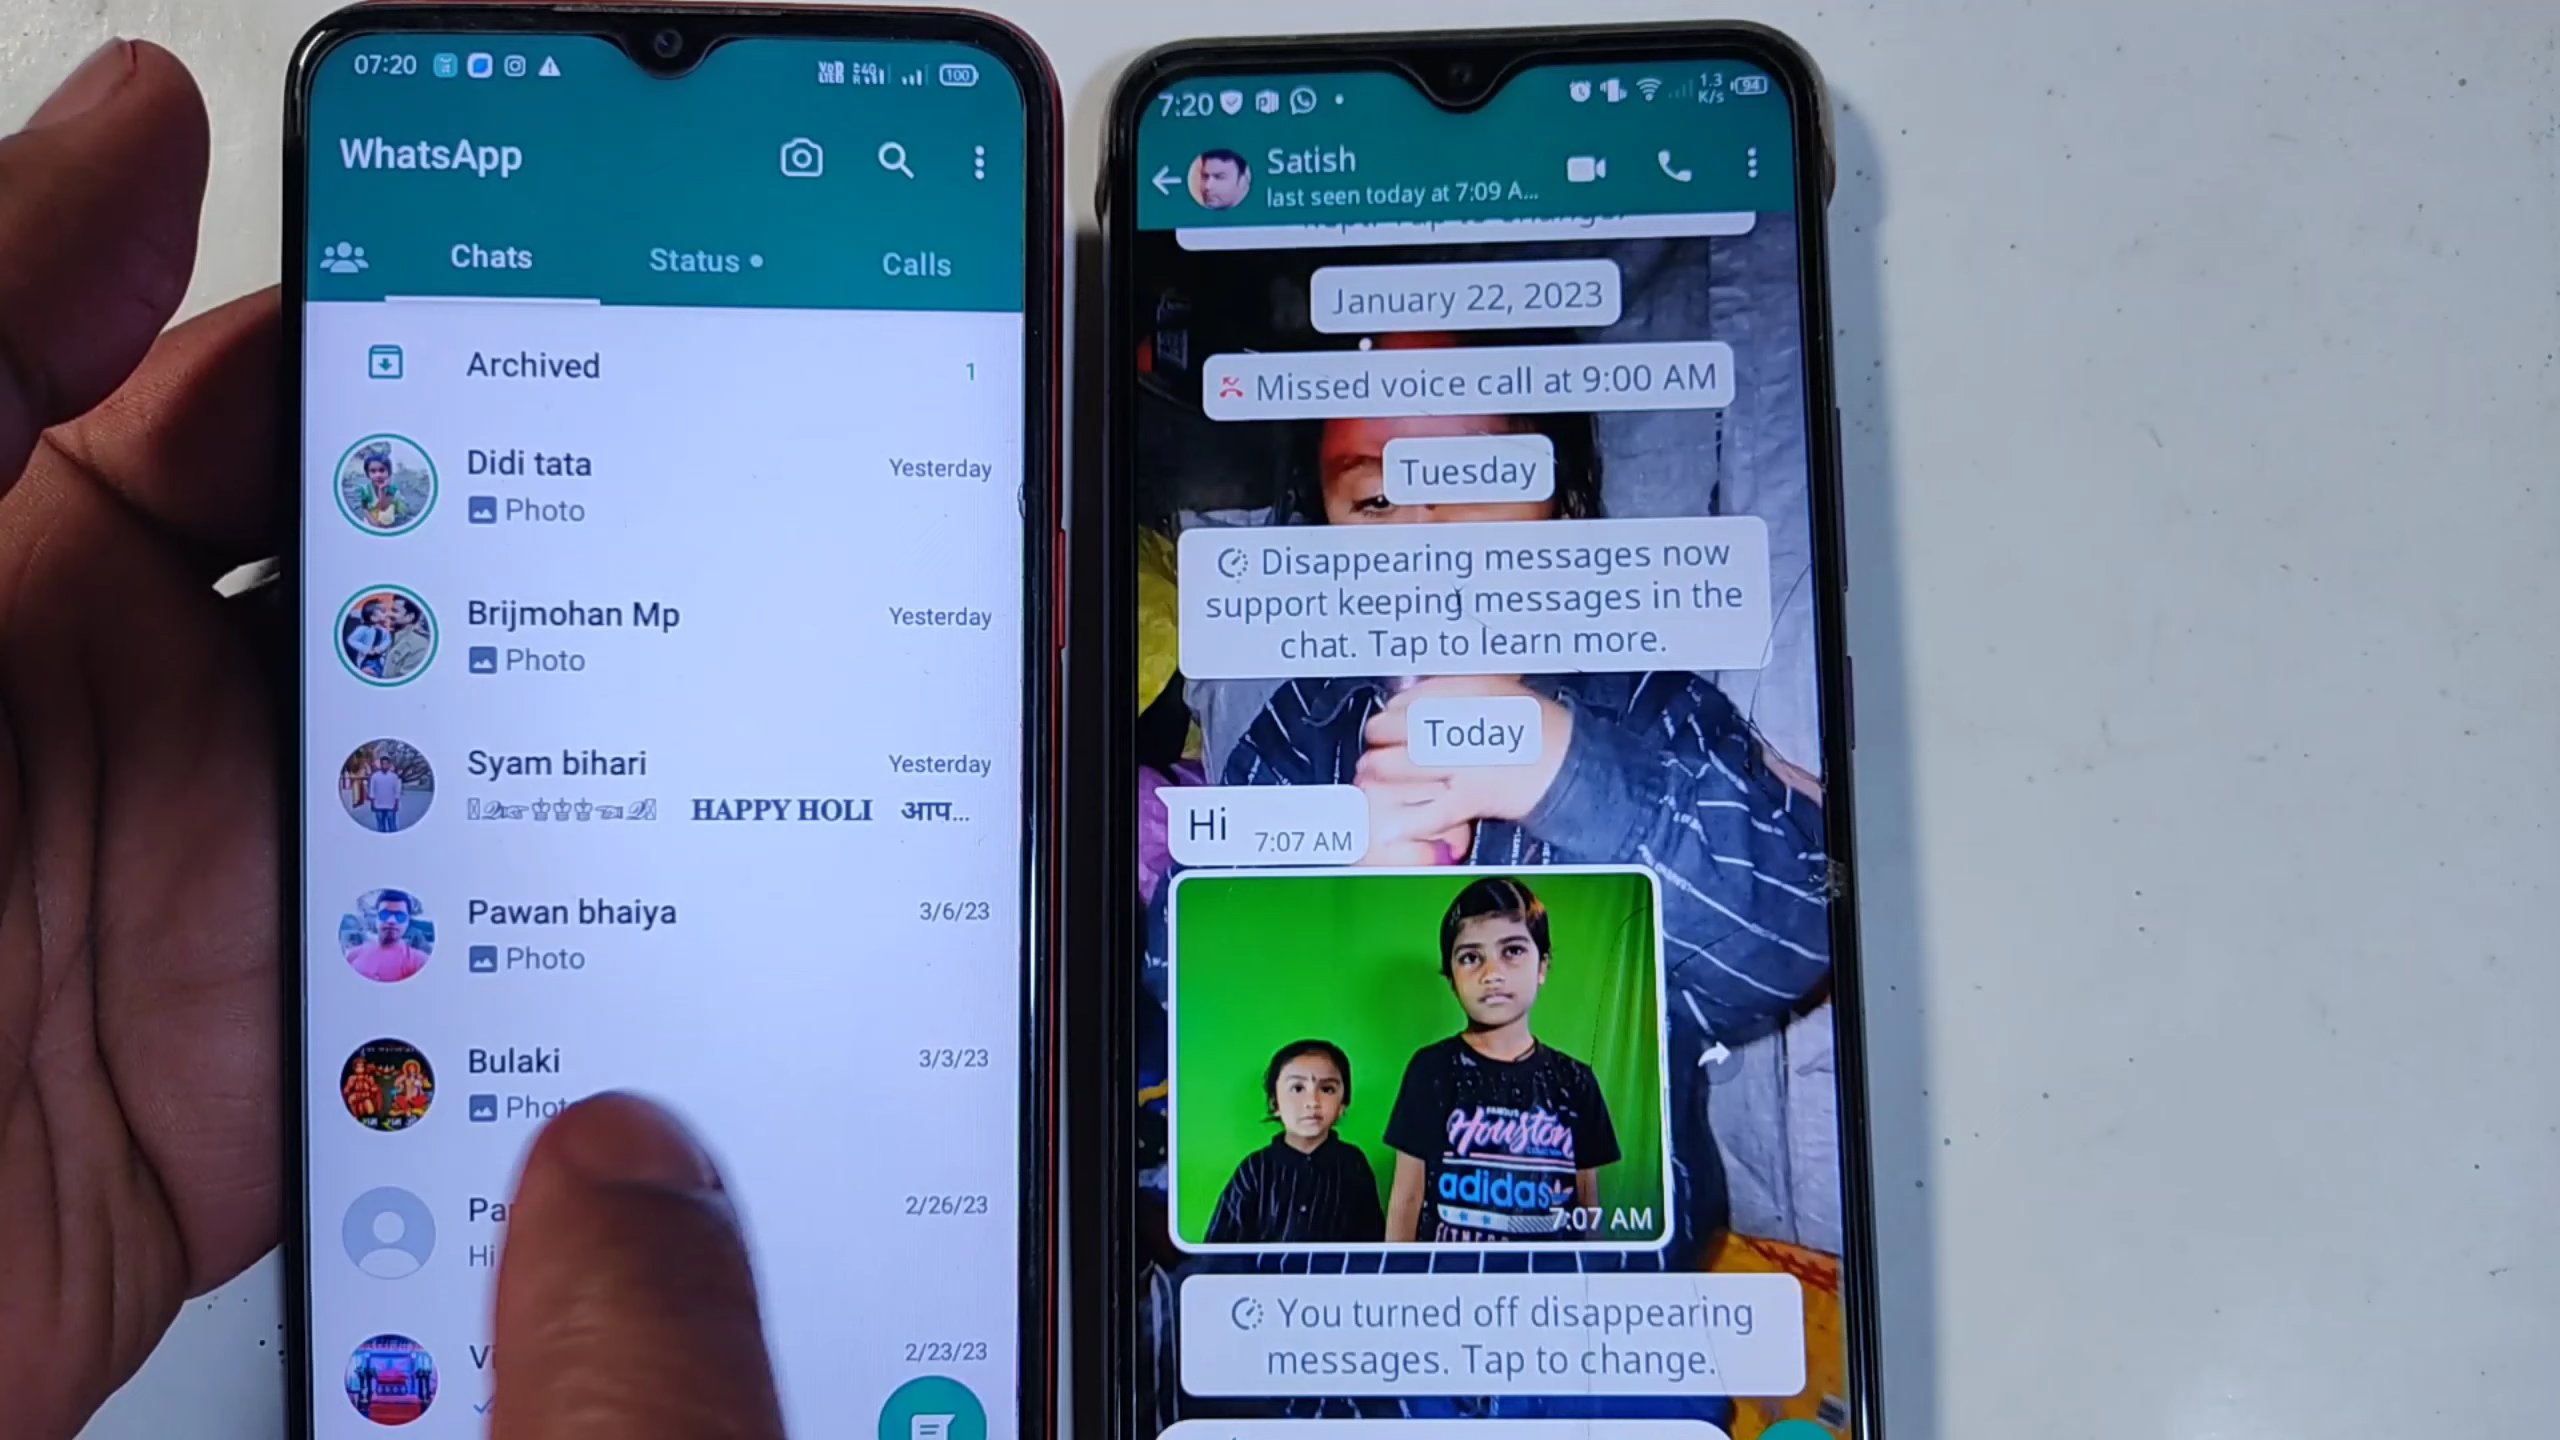 07:20
100
WhatsApp
Chats
Status
Calls
Archived
1
Didi tata
Yesterday
Photo
Brijmohan Mp
Yesterday
Photo
Syam bihari
Yesterday
HAPPY HOLI आप...
Pawan bhaiya
3/6/23
Photo
Bulaki
3/3/23
2/26/23
Hi
2/23/23
7:20
1.3
K/s
94
Satish
last seen today at 7:09 A...
January 22, 2023
Missed voice call at 9:00 AM
Tuesday
Disappearing messages now
support keeping messages in the
chat. Tap to learn more.
Today
Hi
7:07 AM
Houston
adidas
7:07 AM
You turned off disappearing
messages. Tap to change.